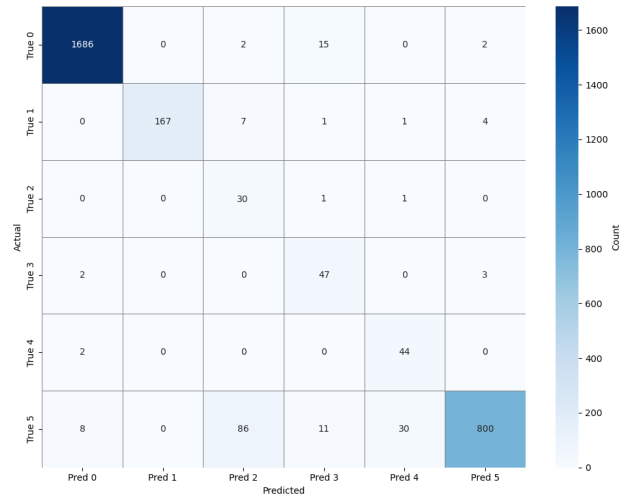 True 0 1686 0 2 15 0 2
True 1 0 167 7 1 1 4
True 2 0 0 30 1 1 0
True 3 2 0 0 47 0 3
True 4 2 0 0 0 44 0
True 5 8 0 86 11 30 800
Actual
Pred 0 Pred 1 Pred 2 Pred 3 Pred 4 Pred 5
Predicted
1600
1400
1200
1000
800
600
400
200
0
Count